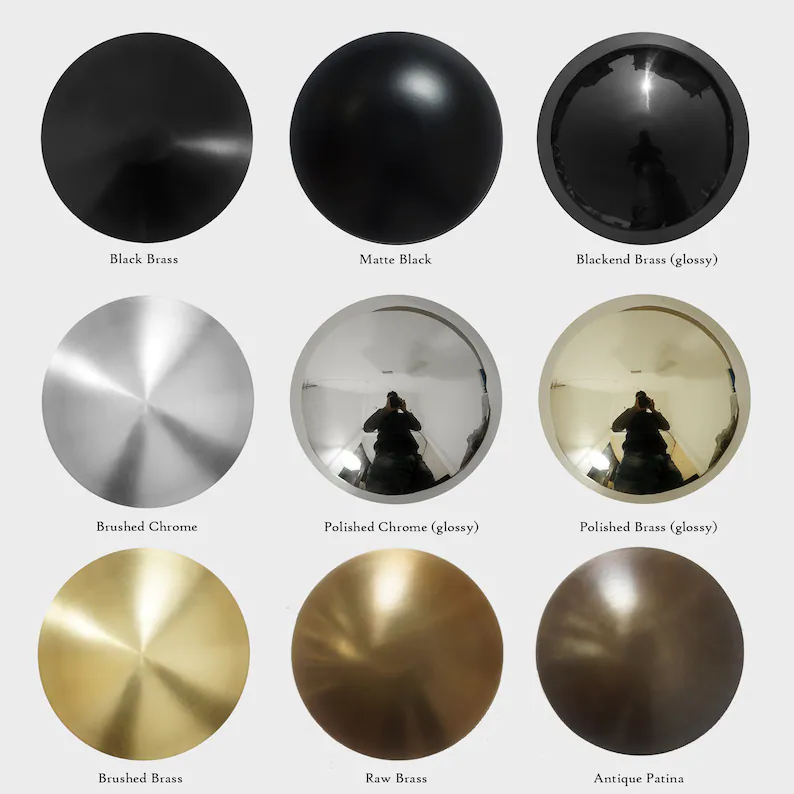 Black Brass
Matte Black
Blackend Brass (glossy)
Brushed Chrome
Polished Chrome (glossy)
Polished Brass (glossy)
Brushed Brass
Raw Brass
Antique Patina